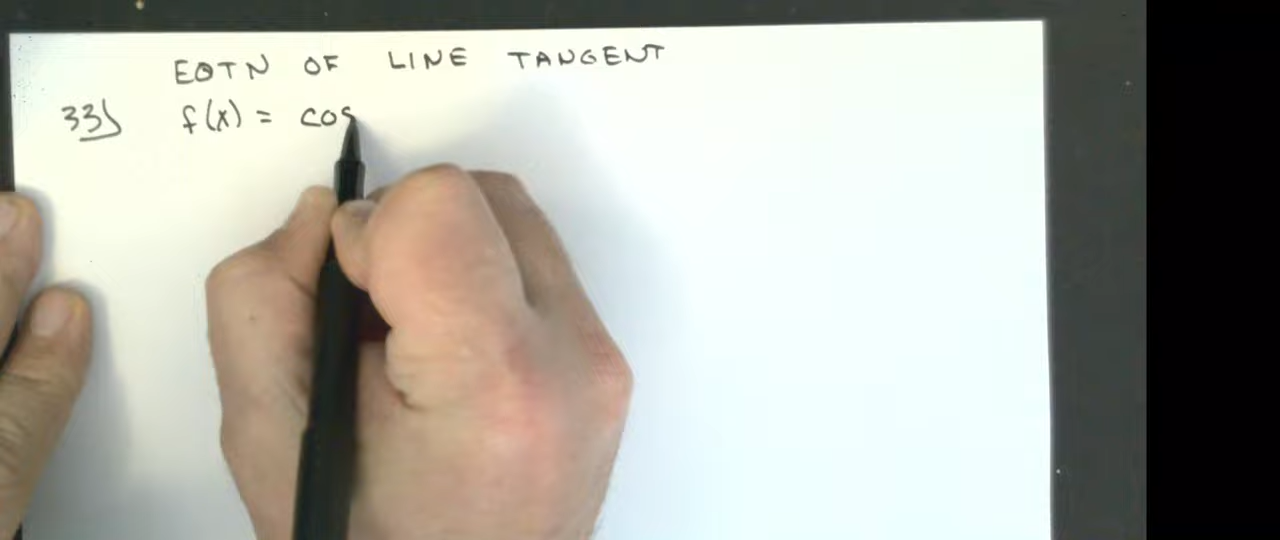 EQTN OF LINE TANGENT
33) f(x) = cos